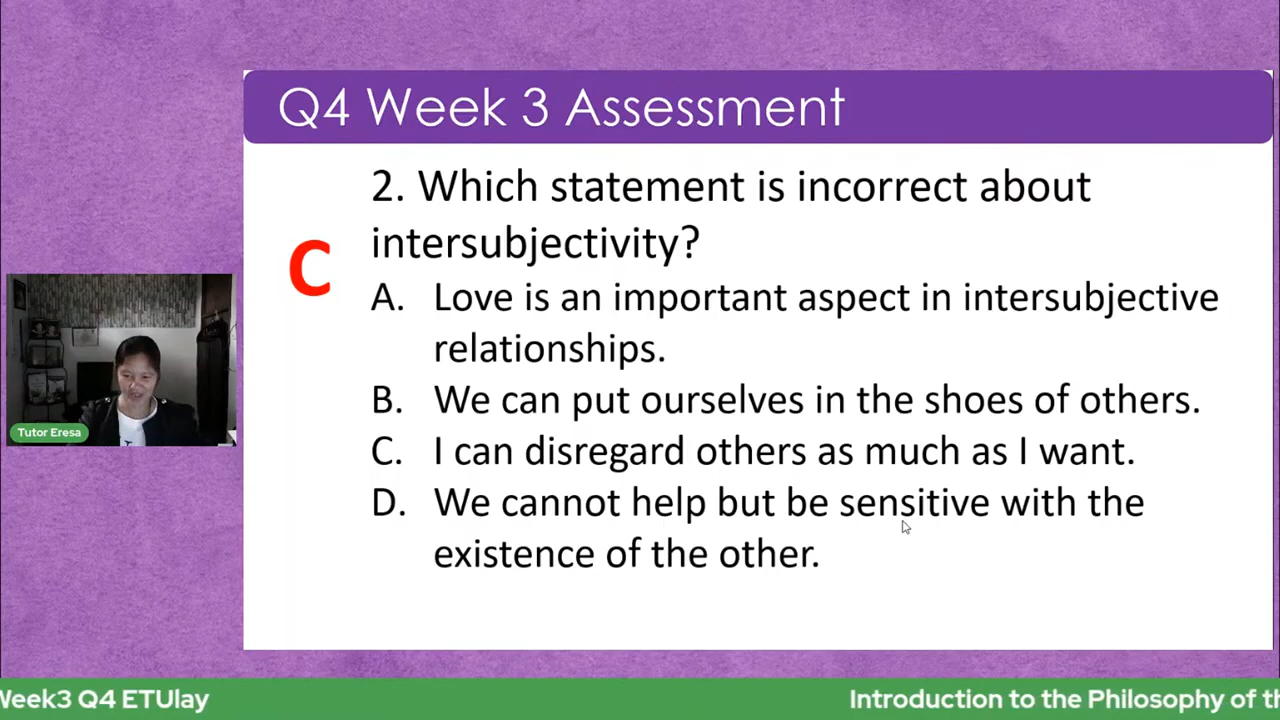 Q4 Week 3 Assessment
2. Which statement is incorrect about
intersubjectivity?
C
A. Love is an important aspect in intersubjective
relationships.
B. We can put ourselves in the shoes of others.
C. I can disregard others as much as I want.
D. We cannot help but be sensitive with the
existence of the other.
Tutor Eresa
Week3 Q4 ETUlay
Introduction to the Philosophy of th